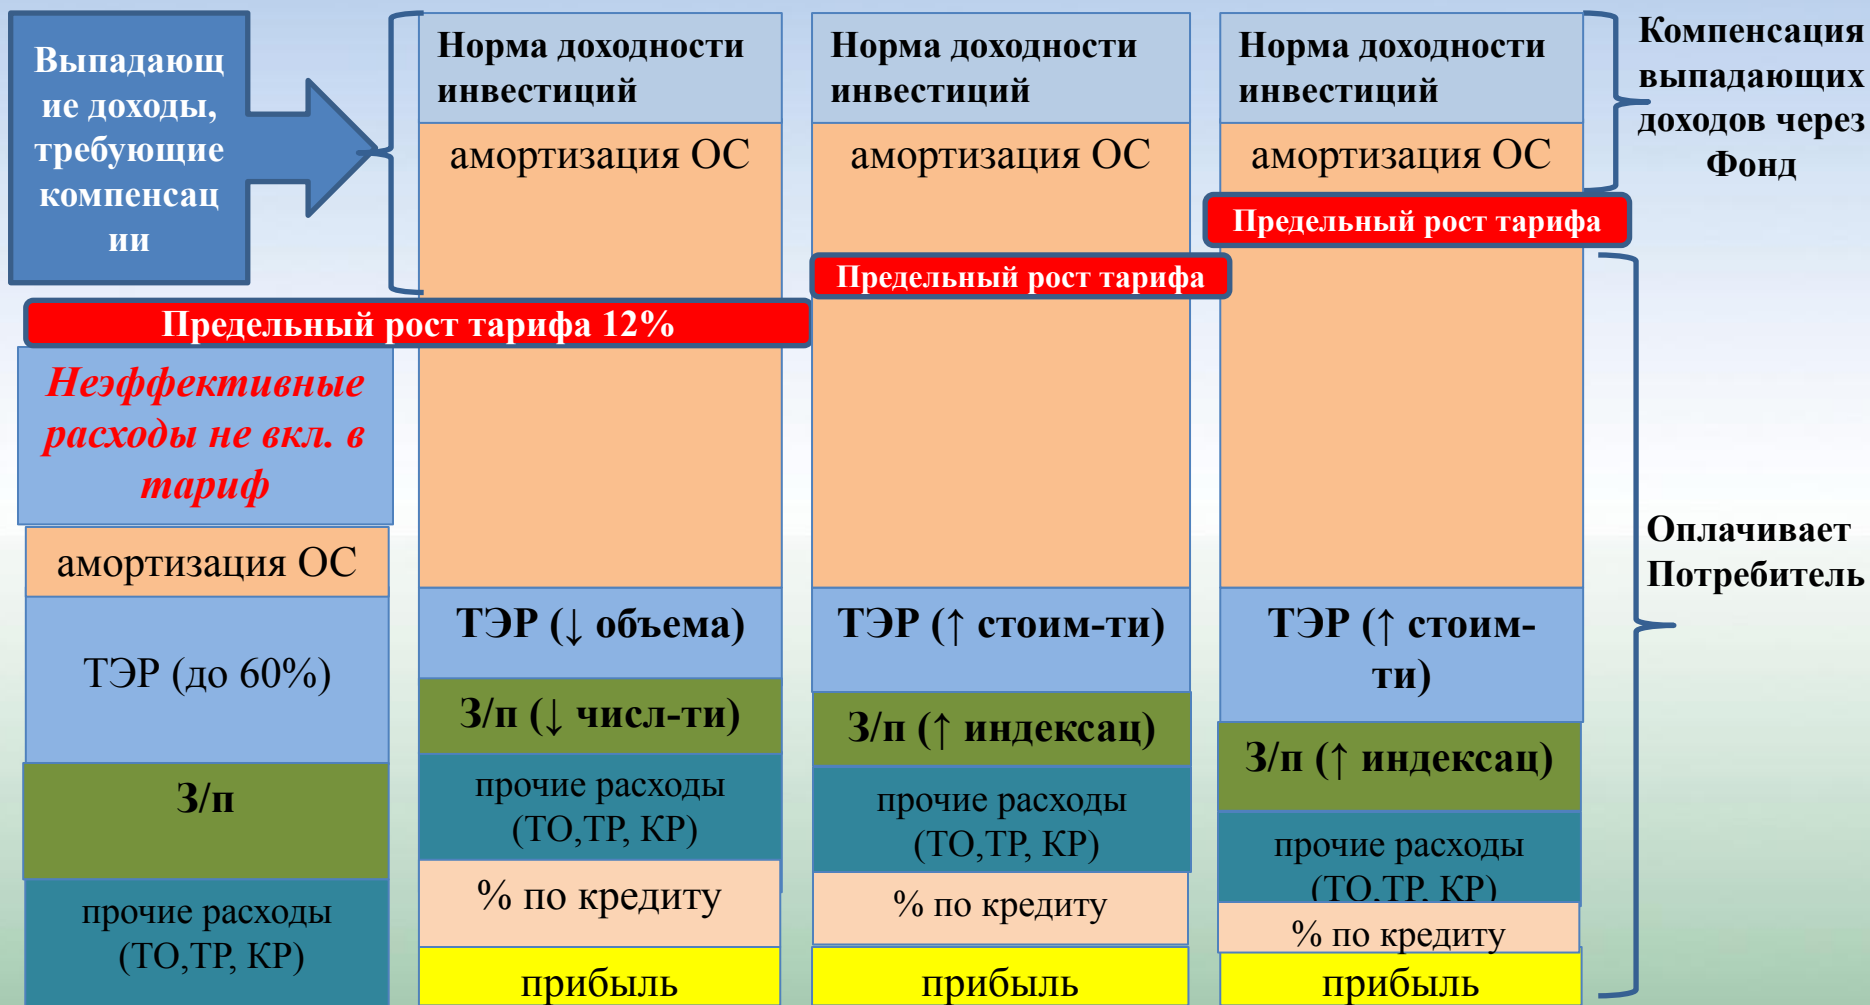 Выпадающ
ие доходы,
требующие
компенсац
ии
Предельный рост тарифа 12%
Неэффективные
расходы не вкл. в
тариф
амортизация ОС
ТЭР (до 60%)
З/п
прочие расходы
(ТО,ТР, КР)
Норма доходности
инвестиций
амортизация ОС
ТЭР (↓ объема)
З/п (↓ числ-ти)
прочие расходы
(ТО,ТР, КР)
% по кредиту
прибыль
Норма доходности
инвестиций
амортизация ОС
Предельный рост тарифа
ТЭР (↑ стоим-ти)
З/п (↑ индексац)
прочие расходы
(ТО,ТР, КР)
% по кредиту
прибыль
Норма доходности
инвестиций
амортизация ОС
Предельный рост тарифа
ТЭР (↑ стоим-
ти)
З/п (↑ индексац)
прочие расходы
(ТО,ТР, КР)
% по кредиту
прибыль
Компенсация
выпадающих
доходов через
Фонд
Оплачивает
Потребитель